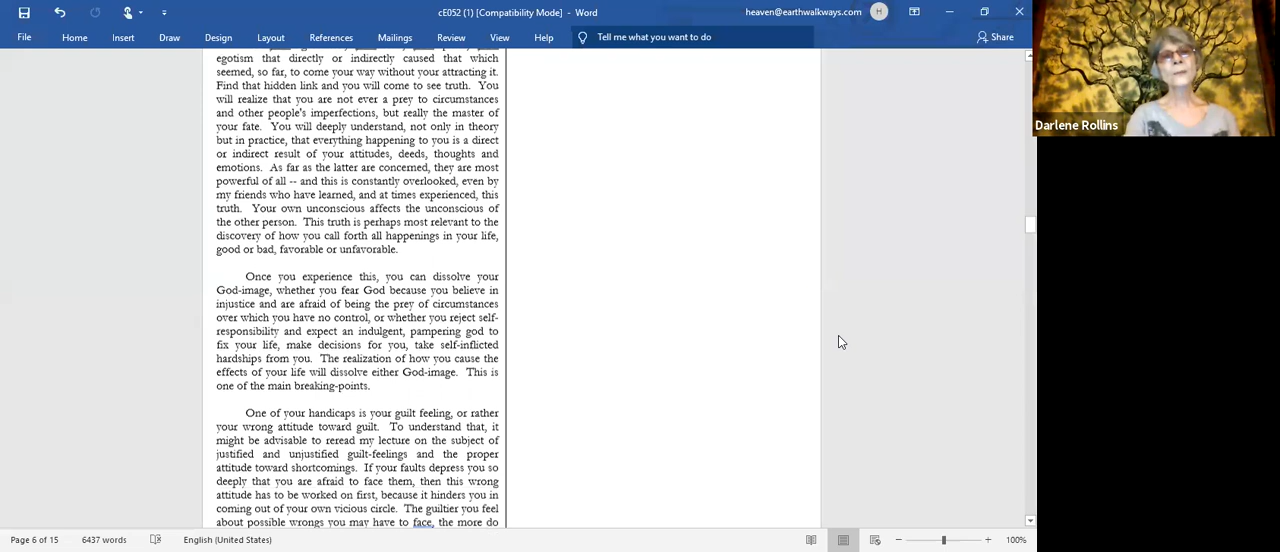 cE052 (1) [Compatibility Mode] - Word
heaven@earthwalkways.com
H
File Home Insert Draw Design Layout References Mailings Review View Help Tell me what you want to do Share
egotism that directly or indirectly caused that which
seemed, so far, to come your way without your attracting it.
Find that hidden link and you will come to see truth. You
will realize that you are not ever a prey to circumstances
and other people's imperfections, but really the master of
your fate. You will deeply understand, not only in theory
but in practice, that everything happening to you is a direct
or indirect result of your attitudes, deeds, thoughts and
emotions. As far as the latter are concerned, they are most
powerful of all -- and this is constantly overlooked, even by
my friends who have learned, and at times experienced, this
truth. Your own unconscious affects the unconscious of
the other person. This truth is perhaps most relevant to the
discovery of how you call forth all happenings in your life,
good or bad, favorable or unfavorable.
Once you experience this, you can dissolve your
God-image, whether you fear God because you believe in
injustice and are afraid of being the prey of circumstances
over which you have no control, or whether you reject self-
responsibility and expect an indulgent, pampering god to
fix your life, make decisions for you, take self-inflicted
hardships from you. The realization of how you cause the
effects of your life will dissolve either God-image. This is
one of the main breaking-points.
One of your handicaps is your guilt feeling, or rather
your wrong attitude toward guilt. To understand that, it
might be advisable to reread my lecture on the subject of
justified and unjustified guilt-feelings and the proper
attitude toward shortcomings. If your faults depress you so
deeply that you are afraid to face them, then this wrong
attitude has to be worked on first, because it hinders you in
coming out of your own vicious circle. The guiltier you feel
about possible wrongs you may have to face, the more do
Page 6 of 15 6437 words English (United States) 100%
Darlene Rollins